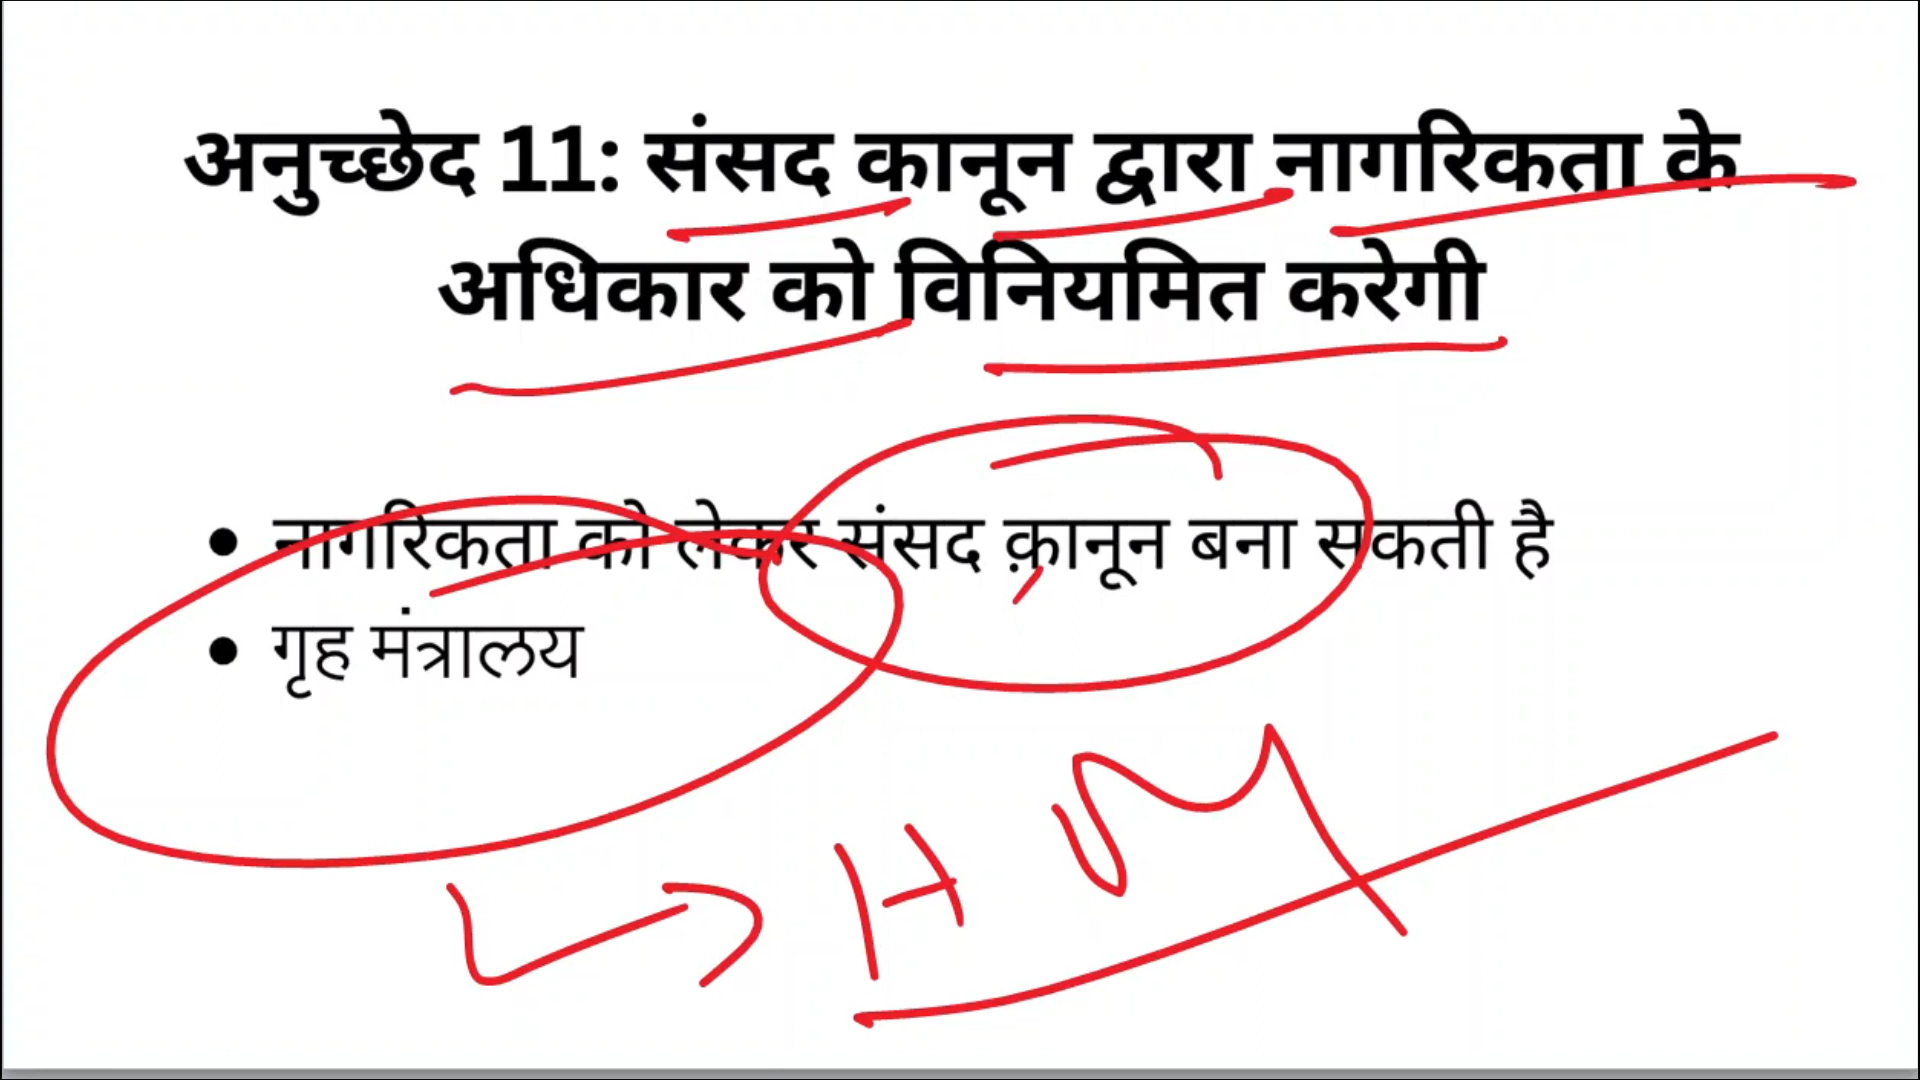 अनुच्छेद 11: संसद कानून द्वारा नागरिकता के
अधिकार को विनियमित करेगी
• नागरिकता को लेकर संसद क़ानून बना सकती है
• गृह मंत्रालय
H M